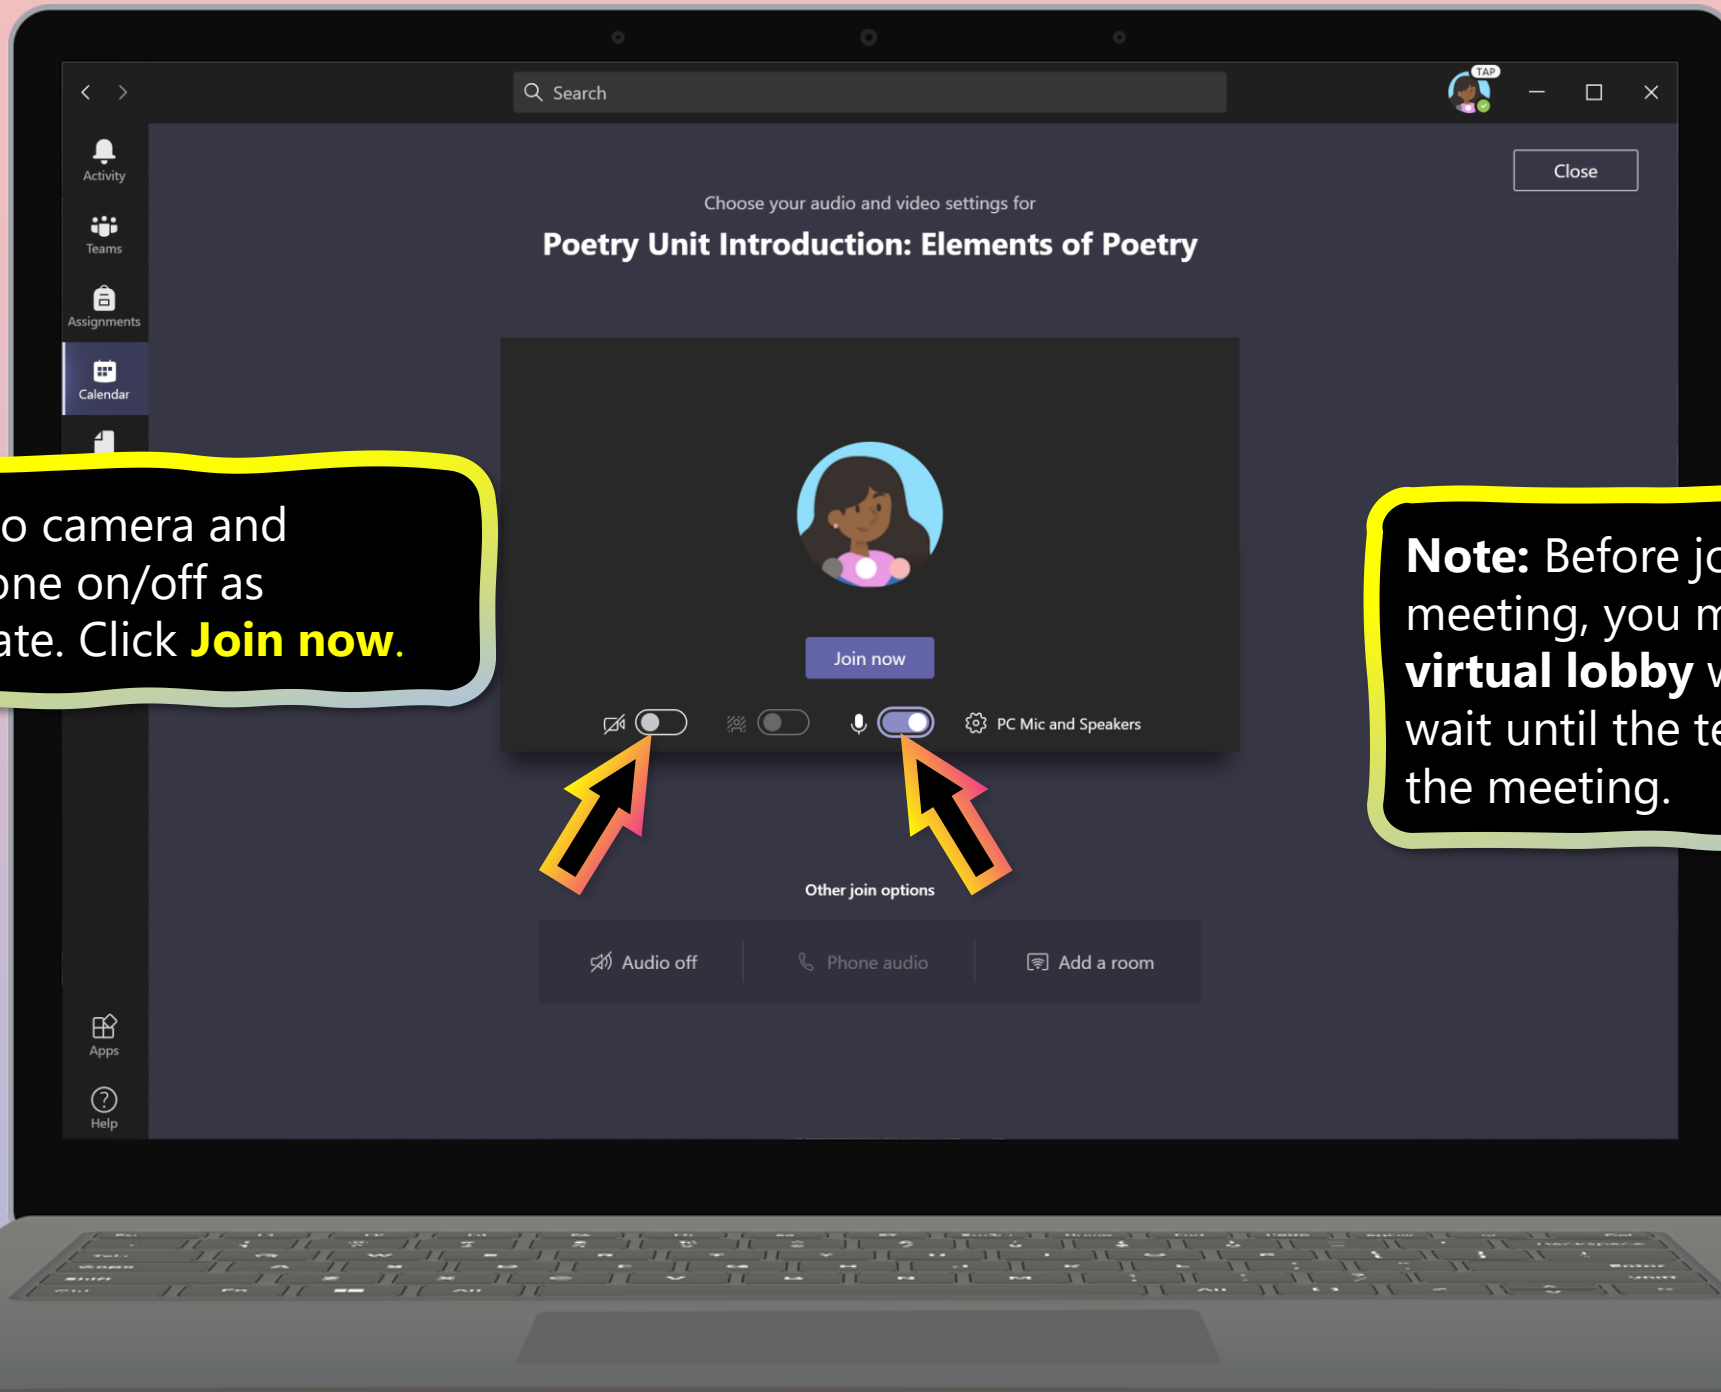 Search
TAP
Activity
Teams
Assignments
Calendar
Close
Choose your audio and video settings for
Poetry Unit Introduction: Elements of Poetry
o camera and
one on/off as
ate. Click Join now.
Join now
PC Mic and Speakers
Note: Before jo
meeting, you m
virtual lobby w
wait until the te
the meeting.
Other join options
Audio off
Phone audio
Add a room
Apps
Help